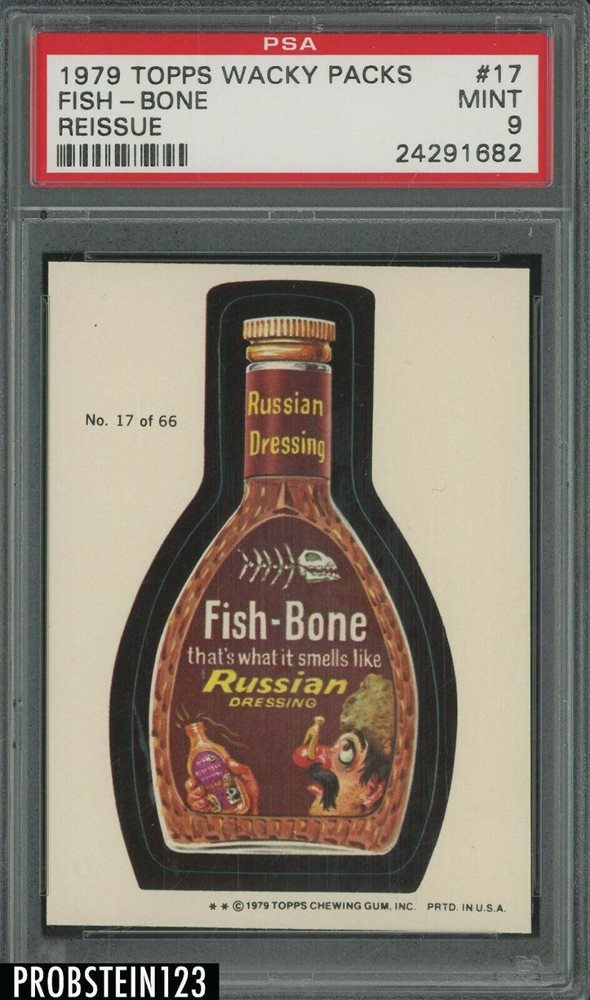 PSA
1979 TOPPS WACKY PACKS #17
FISH – BONE MINT
REISSUE 9
24291682
No. 17 of 66
Russian
Dressing
Fish-Bone
that's what it smells like
Russian
DRESSING
** ©1979 TOPPS CHEWING GUM, INC. PRTD. IN U.S.A.
PROBSTEIN123